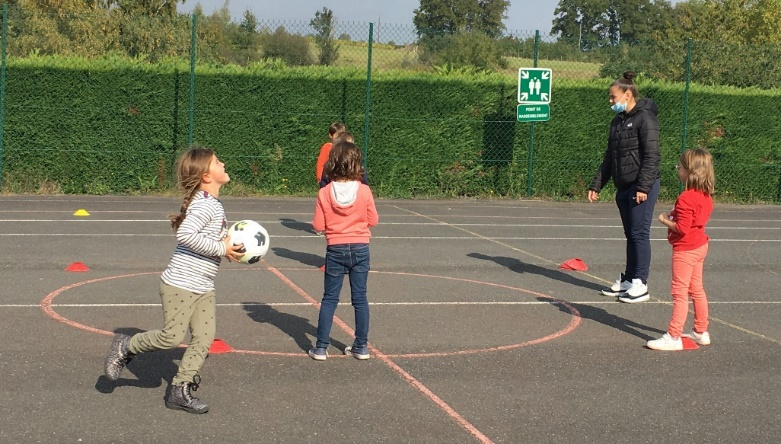 POINT DE
RASSEMBLEMENT